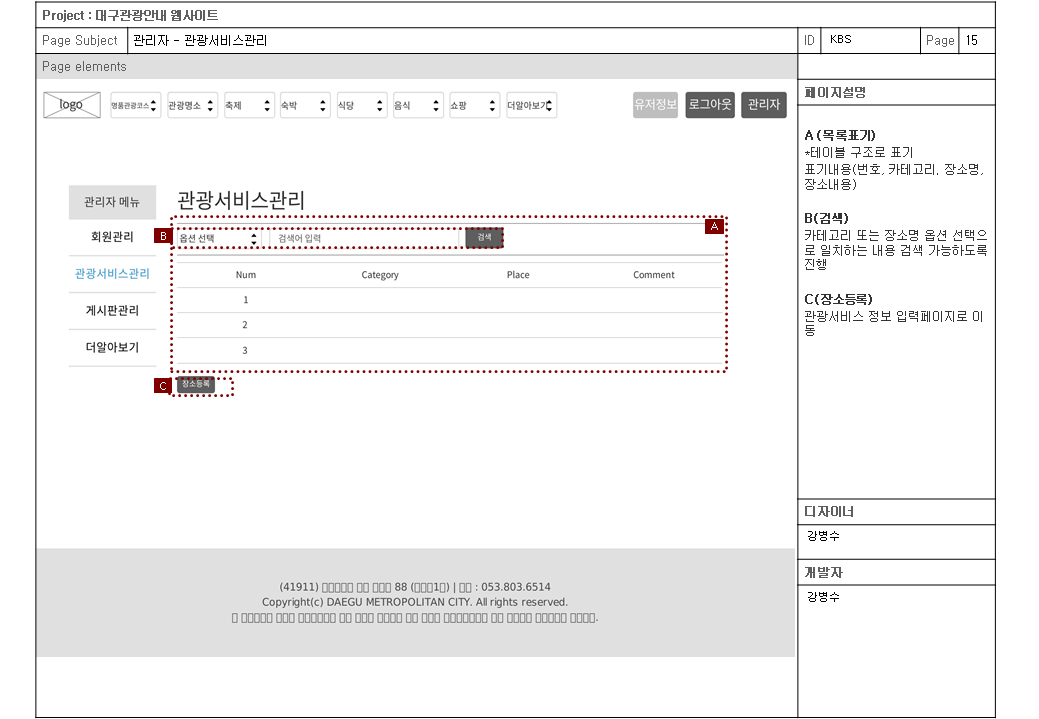 Project : 대구관광안내 웹사이트
Page Subject 관리자 - 관광서비스관리 ID KBS Page 15
Page elements
logo 명품관광코스 관광명소 축제 숙박 식당 음식 쇼핑 더알아보기 유저정보 로그아웃 관리자
관리자 메뉴
회원관리
관광서비스관리
게시판관리
더알아보기
관광서비스관리
A
B 옵션 선택 검색어 입력 검색
Num Category Place Comment
1
2
3
C 장소등록
페이지설명
A (목록표기)
*테이블 구조로 표기
표기내용(번호, 카테고리, 장소명,
장소내용)
B(검색)
카테고리 또는 장소명 옵션 선택으
로 일치하는 내용 검색 가능하도록
진행
C(장소등록)
관광서비스 정보 입력페이지로 이
동
디자이너
강병수
개발자
강병수
(41911) 88 ( 1 ) | : 053.803.6514
Copyright(c) DAEGU METROPOLITAN CITY. All rights reserved.